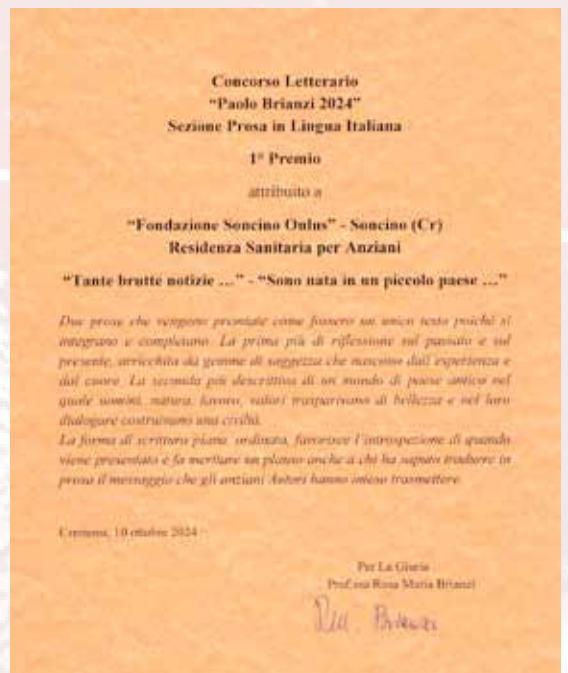 Concorso Letterario
“Paolo Brianzi 2024”
Sezione Prosa in Lingua Italiana
1° Premio
attribuito a
“Fondazione Soncino Onlus” - Soncino (Cr)
Residenza Sanitaria per Anziani
“Tante brutte notizie …” - “Sono nata in un piccolo paese …”
Due prose che vengono premiate come fossero un unico testo poiché si
integrano e completano. La prima più di riflessione sul passato e sul
presente, arricchita da gemme di saggezza che nascono dall'esperienza e
dal cuore. La seconda più descrittiva di un mondo di paese antico nel
quale uomini, natura, lavoro, valori trasparivano di bellezza e nel loro
dialogare costruivano una civiltà.
La forma di scrittura piana, ordinata, favorisce l'introspezione di quando
viene presentato e fa meritare un plauso anche a chi ha saputo tradurre in
prosa il messaggio che gli anziani Autori hanno inteso trasmettere.
Cremona, 10 ottobre 2024
Per La Giuria
Prof.ssa Rosa Maria Brianzi
Brianzi